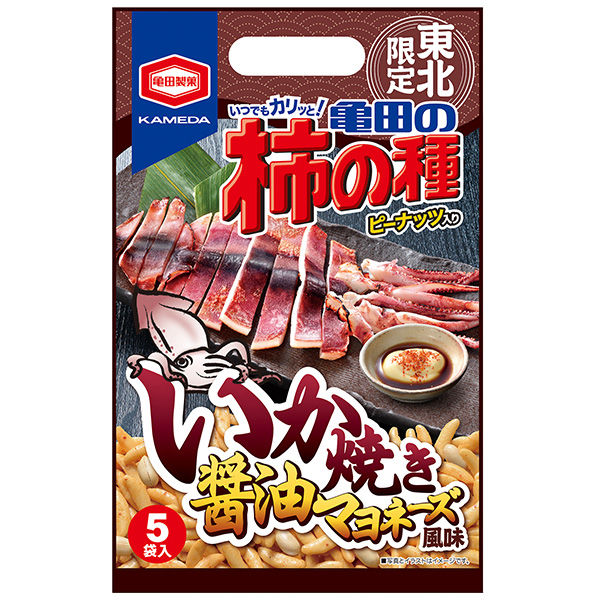 東北
限定
亀田製菓
KAMEDA
いつでもカリッと!
亀田の
柿の種
ピーナッツ入り
いか焼き
醤油マヨネーズ
風味
5
袋入
■写真とイラストはイメージです。